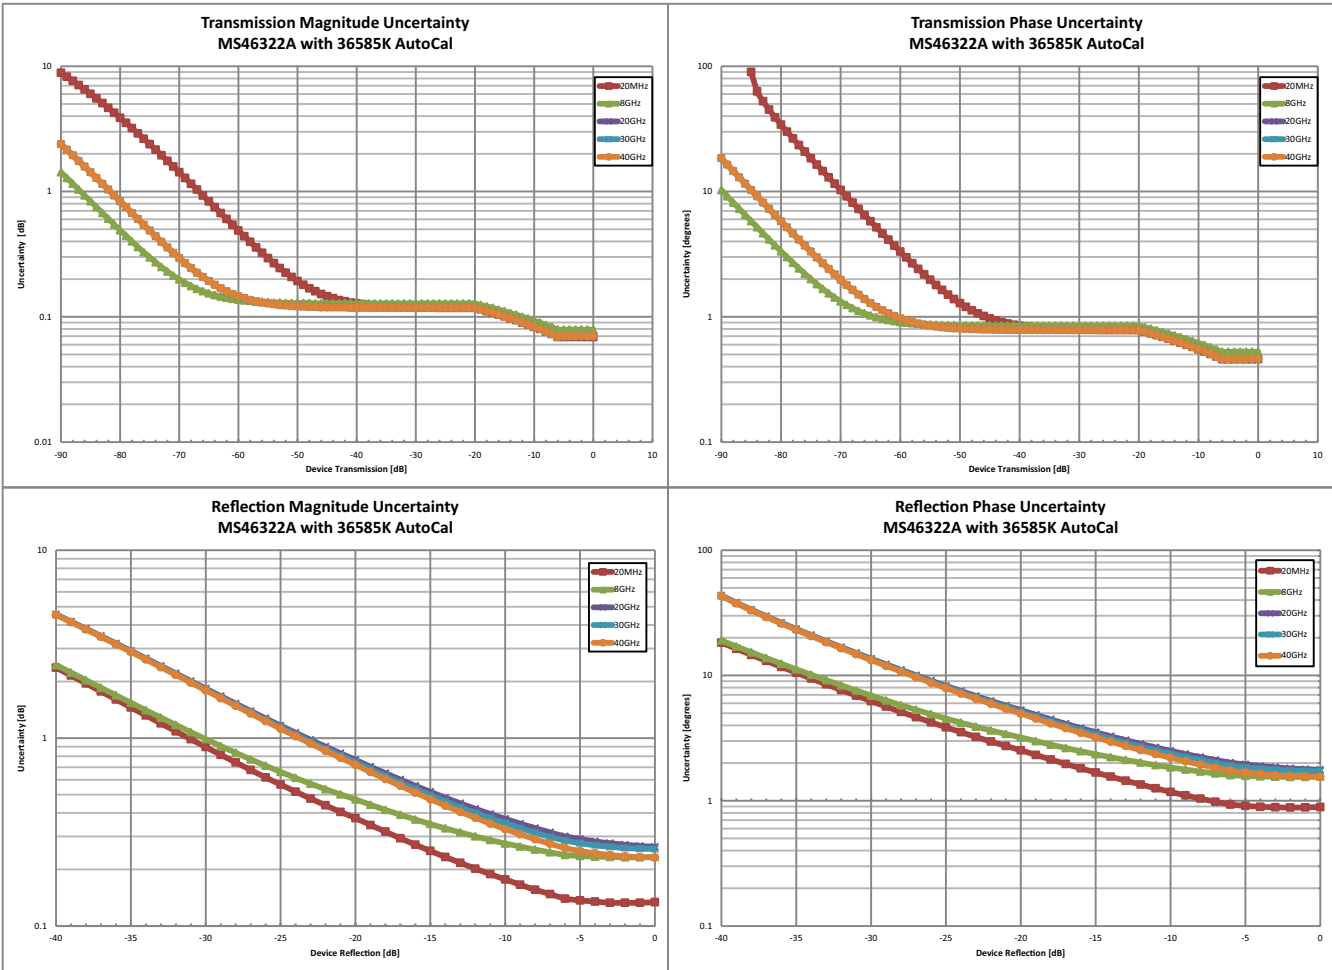 Transmission Magnitude Uncertainty
MS46322A with 36585K AutoCal
10
1
0.1
0.01
Uncertainty [dB]
20MHz
8GHz
20GHz
30GHz
40GHz
-90 -80 -70 -60 -50 -40 -30 -20 -10 0 10
Device Transmission [dB]
Transmission Phase Uncertainty
MS46322A with 36585K AutoCal
100
10
1
0.1
Uncertainty [degrees]
20MHz
8GHz
20GHz
30GHz
40GHz
-90 -80 -70 -60 -50 -40 -30 -20 -10 0 10
Device Transmission [dB]
Reflection Magnitude Uncertainty
MS46322A with 36585K AutoCal
10
1
0.1
Uncertainty[dB]
20MHz
8GHz
20GHz
30GHz
40GHz
-40 -35 -30 -25 -20 -15 -10 -5 0
Device Reflection [dB]
Reflection Phase Uncertainty
MS46322A with 36585K AutoCal
100
10
1
0.1
Uncertainty [degrees]
20MHz
8GHz
20GHz
30GHz
40GHz
-40 -35 -30 -25 -20 -15 -10 -5 0
Device Reflection [dB]